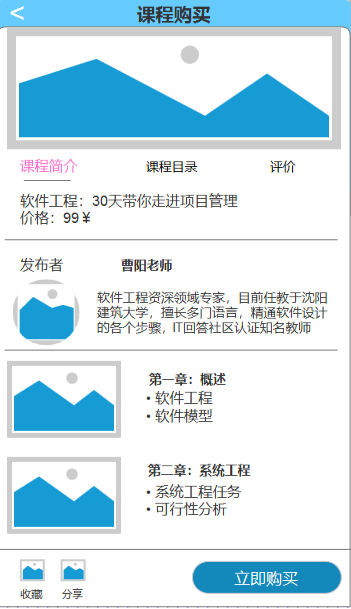 < 课程购买
课程简介 课程目录 评价
软件工程：30天带你走进项目管理
价格：99￥
发布者 曹阳老师
软件工程资深领域专家，目前任教于沈阳
建筑大学，擅长多门语言，精通软件设计
的各个步骤，IT回答社区认证知名教师
第一章：概述
• 软件工程
• 软件模型
第二章：系统工程
• 系统工程任务
• 可行性分析
收藏 分享 立即购买